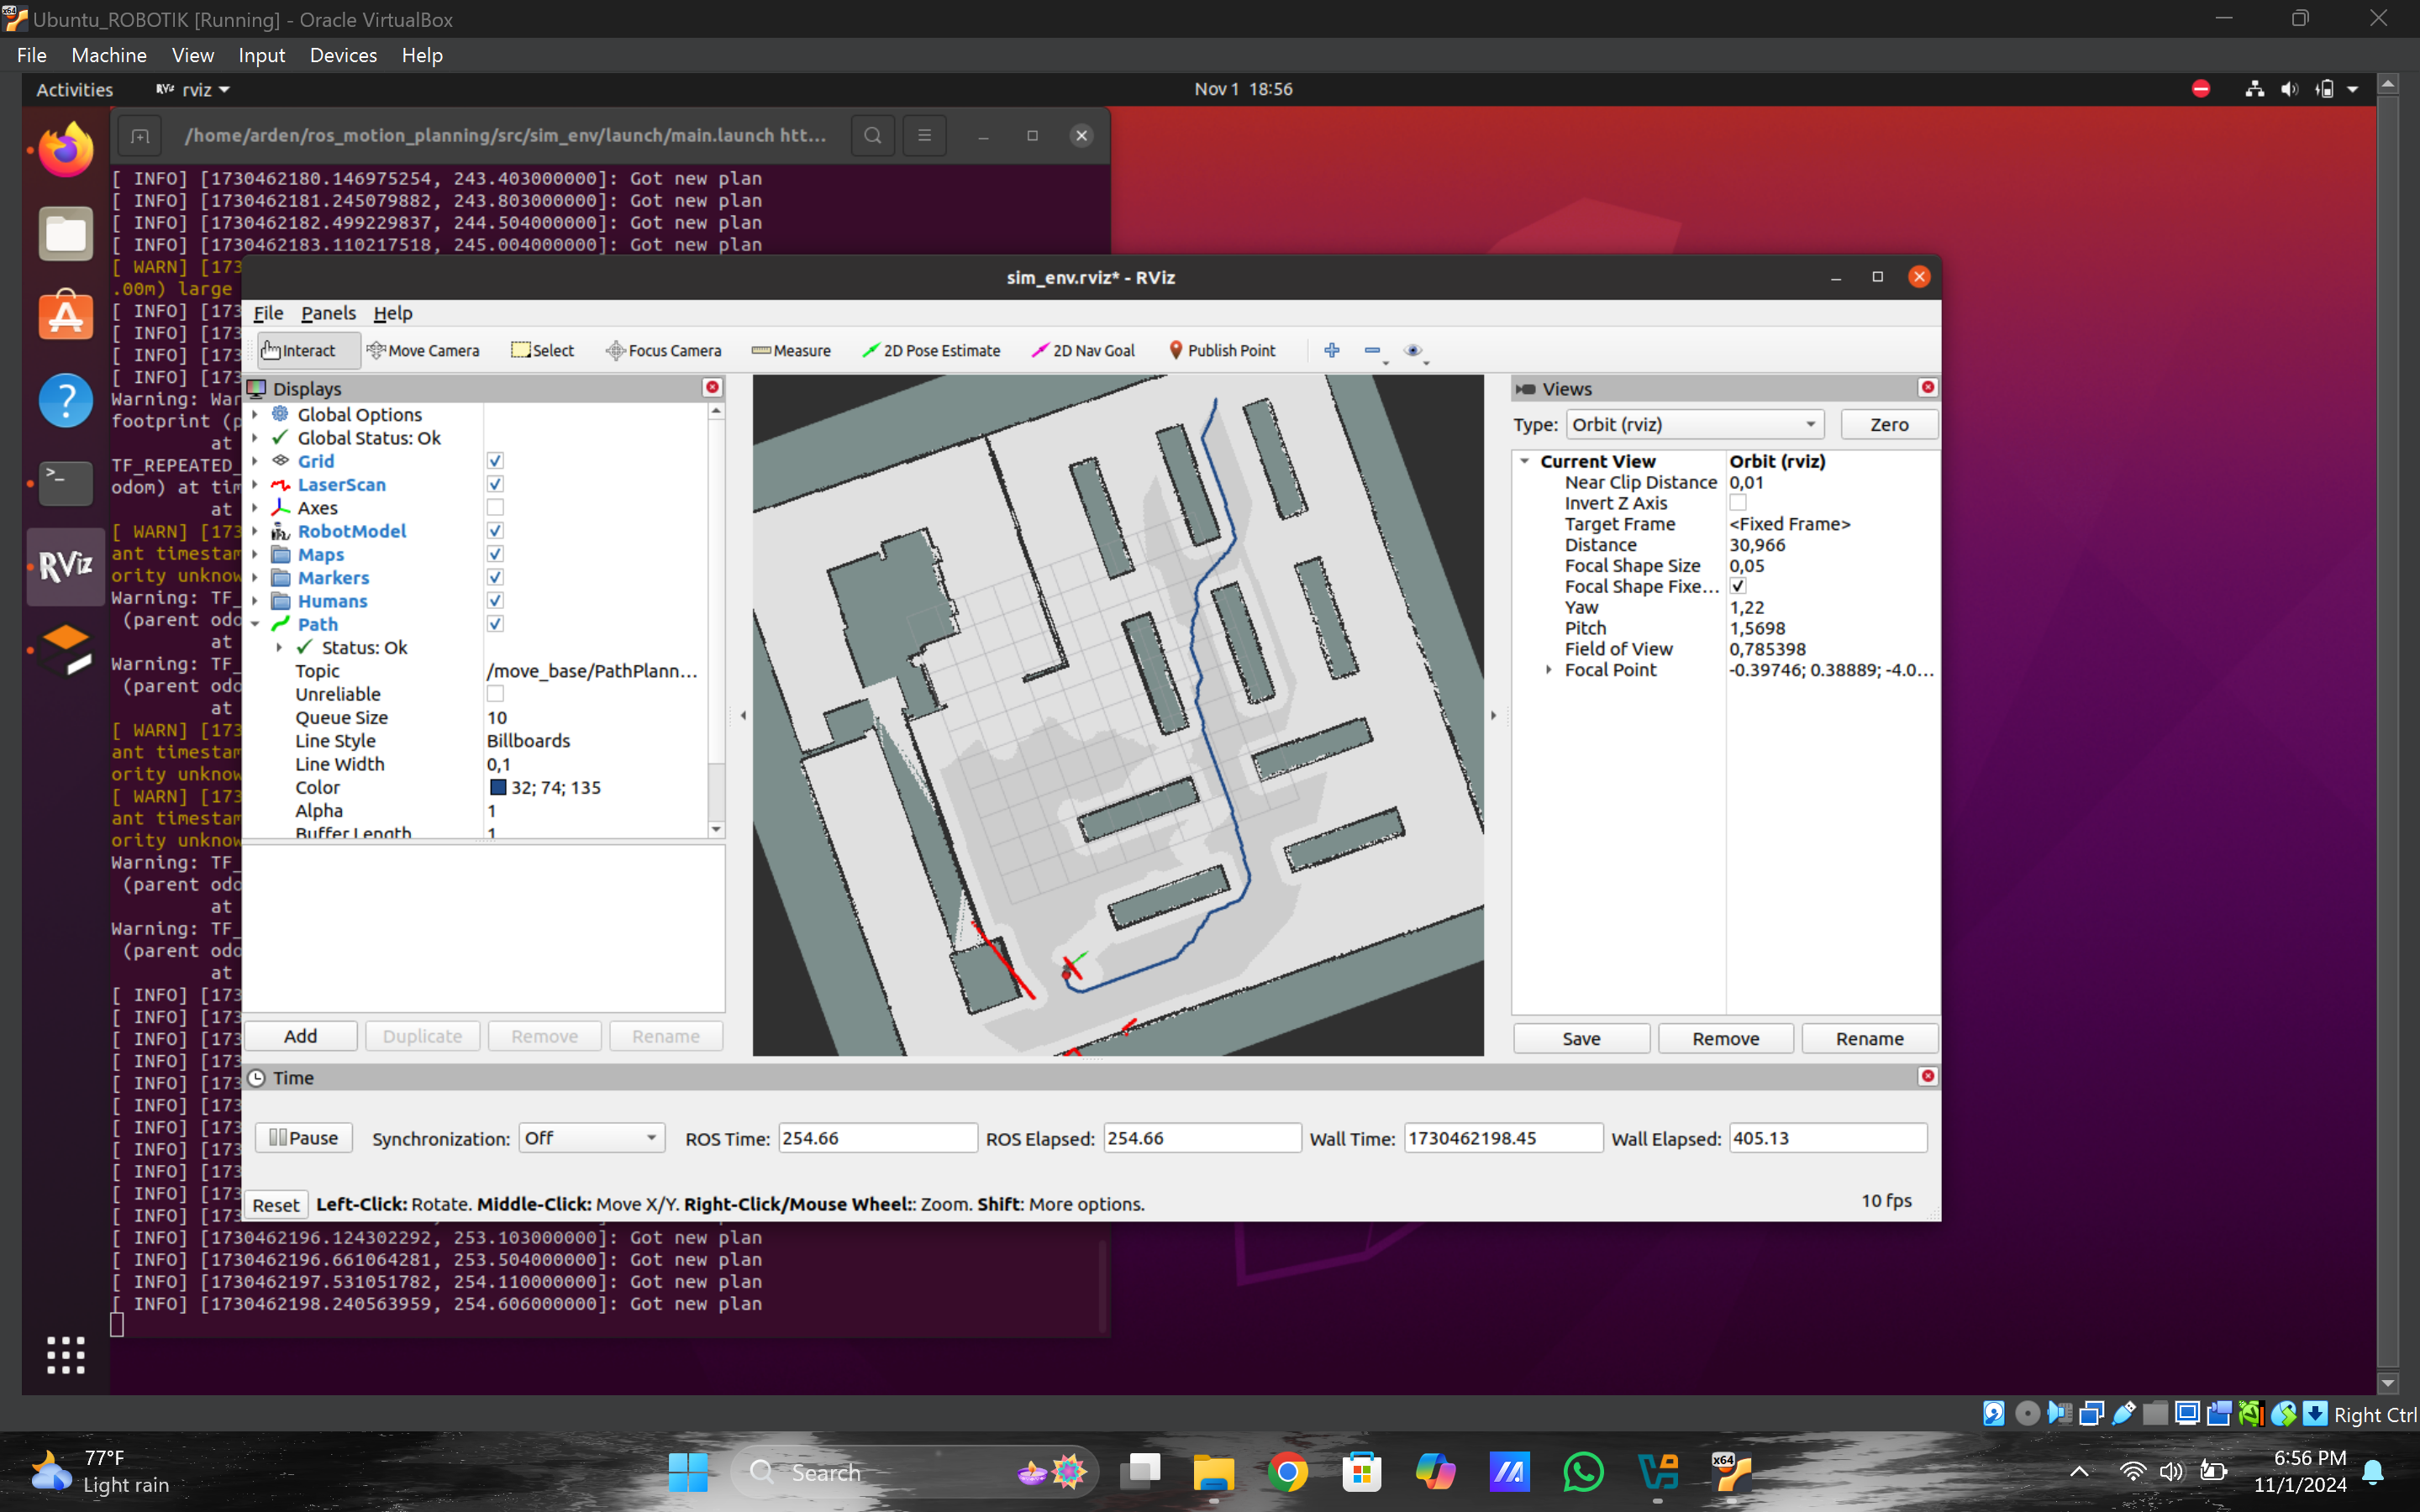 Ubuntu_ROBOTIK [Running] - Oracle VirtualBox
File Machine View Input Devices Help
Activities rviz Nov 1 18:56
/home/arden/ros_motion_planning/src/sim_env/launch/main.launch htt...
[ INFO] [1730462180.146975254, 243.403000000]: Got new plan
[ INFO] [1730462181.245079882, 243.803000000]: Got new plan
[ INFO] [1730462182.499229837, 244.504000000]: Got new plan
[ INFO] [1730462183.110217518, 245.004000000]: Got new plan
[ WARN] [173
.00m) large
[ INFO] [173
[ INFO] [173
[ INFO] [173
[ INFO] [173
Warning: War
footprint (p
at
TF_REPEATED_
odom) at tim
at
[ WARN] [173
ant timestam
ority unknow
Warning: TF_
(parent odo
at
Warning: TF_
(parent odo
at
[ WARN] [173
ant timestam
ority unknow
[ WARN] [173
ant timestam
ority unknow
Warning: TF_
(parent odo
at
Warning: TF_
(parent odo
at
[ INFO] [173
[ INFO] [173
[ INFO] [173
[ INFO] [173
[ INFO] [173
[ INFO] [173
[ INFO] [173
[ INFO] [173
[ INFO] [173
[ INFO] [173
[ INFO] [173
[ INFO] [1730462196.124302292, 253.103000000]: Got new plan
[ INFO] [1730462196.661064281, 253.504000000]: Got new plan
[ INFO] [1730462197.531051782, 254.110000000]: Got new plan
[ INFO] [1730462198.240563959, 254.606000000]: Got new plan
RViz
sim_env.rviz* - RViz
File Panels Help
Interact Move Camera Select Focus Camera Measure 2D Pose Estimate 2D Nav Goal Publish Point
Displays
Global Options
Global Status: Ok
Grid
LaserScan
Axes
RobotModel
Maps
Markers
Humans
Path
Status: Ok
Topic /move_base/PathPlann...
Unreliable
Queue Size 10
Line Style Billboards
Line Width 0,1
Color 32; 74; 135
Alpha 1
Buffer Length 1
Add Duplicate Remove Rename
Views
Type: Orbit (rviz) Zero
Current View Orbit (rviz)
Near Clip Distance 0,01
Invert Z Axis
Target Frame <Fixed Frame>
Distance 30,966
Focal Shape Size 0,05
Focal Shape Fixe...
Yaw 1,22
Pitch 1,5698
Field of View 0,785398
Focal Point -0.39746; 0.38889; -4.0...
Save Remove Rename
Time
Pause Synchronization: Off ROS Time: 254.66 ROS Elapsed: 254.66 Wall Time: 1730462198.45 Wall Elapsed: 405.13
Reset Left-Click: Rotate. Middle-Click: Move X/Y. Right-Click/Mouse Wheel:: Zoom. Shift: More options. 10 fps
Right Ctrl
77°F
Light rain
Search
x64
6:56 PM
11/1/2024